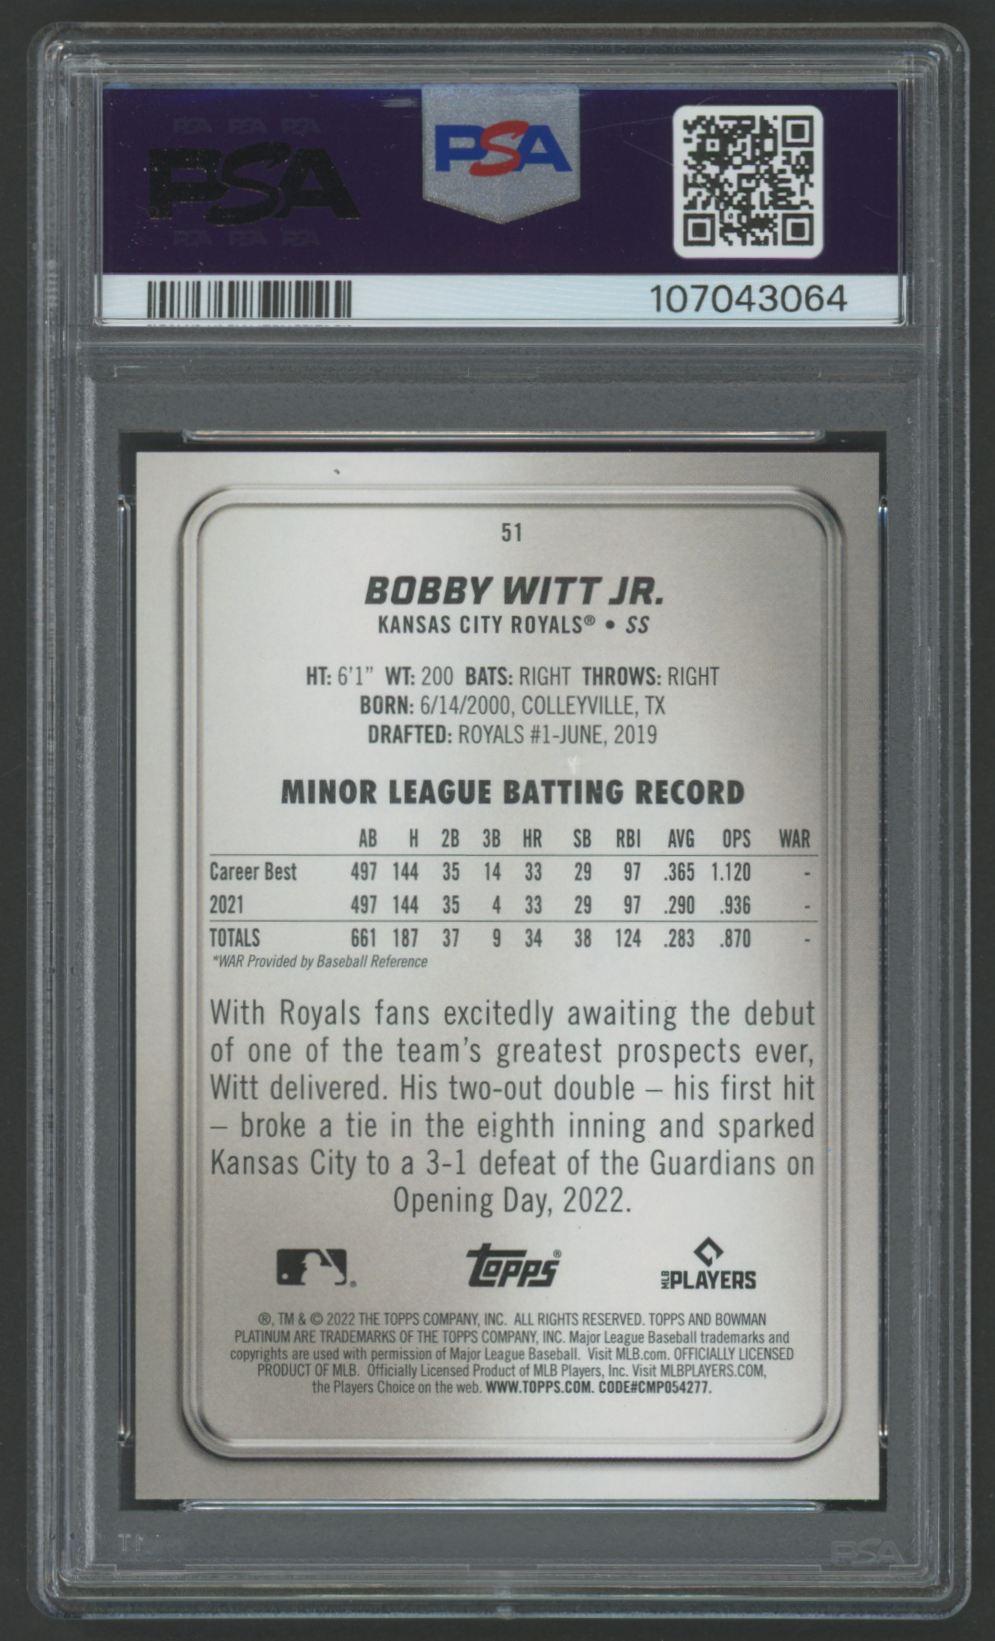 PSA PSA PSA
PSA
PSA
PSA PSA PSA
107043064
51
BOBBY WITT JR.
KANSAS CITY ROYALS® • SS
HT: 6'1" WT: 200 BATS: RIGHT THROWS: RIGHT
BORN: 6/14/2000, COLLEYVILLE, TX
DRAFTED: ROYALS #1-JUNE, 2019
MINOR LEAGUE BATTING RECORD
AB H 2B 3B HR SB RBI AVG OPS WAR
Career Best 497 144 35 14 33 29 97 .365 1.120 -
2021 497 144 35 4 33 29 97 .290 .936 -
TOTALS 661 187 37 9 34 38 124 .283 .870 -
*WAR Provided by Baseball Reference
With Royals fans excitedly awaiting the debut
of one of the team's greatest prospects ever,
Witt delivered. His two-out double – his first hit
– broke a tie in the eighth inning and sparked
Kansas City to a 3-1 defeat of the Guardians on
Opening Day, 2022.
Topps®
MLB PLAYERS
®, TM & © 2022 THE TOPPS COMPANY, INC. ALL RIGHTS RESERVED. TOPPS AND BOWMAN
PLATINUM ARE TRADEMARKS OF THE TOPPS COMPANY, INC. Major League Baseball trademarks and
copyrights are used with permission of Major League Baseball. Visit MLB.com. OFFICIALLY LICENSED
PRODUCT OF MLB. Officially Licensed Product of MLB Players, Inc. Visit MLBPLAYERS.COM,
the Players Choice on the web. WWW.TOPPS.COM. CODE#CMP054277.
PSA